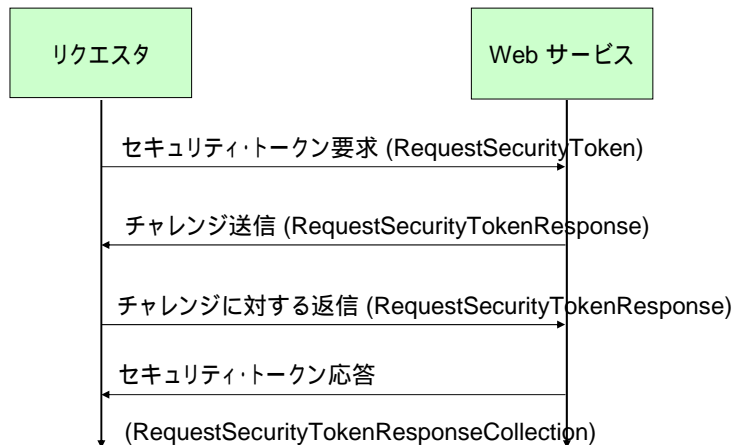 リクエスタ
Web サービス
セキュリティ・トークン要求 (RequestSecurityToken)
チャレンジ送信 (RequestSecurityTokenResponse)
チャレンジに対する返信 (RequestSecurityTokenResponse)
セキュリティ・トークン応答
(RequestSecurityTokenResponseCollection)